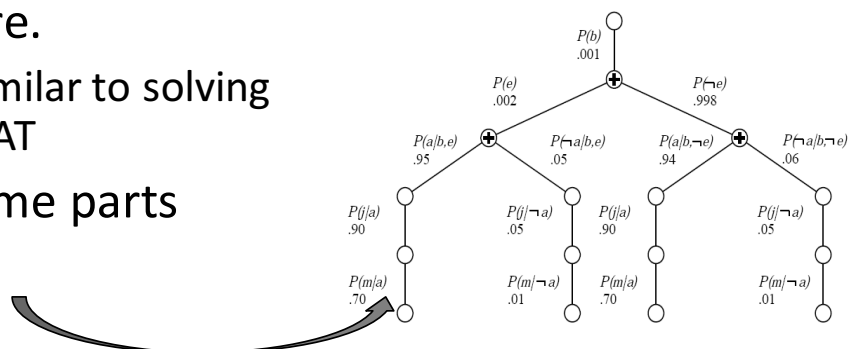 re.
milar to solving
AT
me parts
P(b)
.001
P(e)
.002
P(¬e)
.998
P(a|b,e)
.95
P(¬a|b,e)
.05
P(a|b,¬e)
.94
P(¬a|b,¬e)
.06
P(j|a)
.90
P(j|¬a)
.05
P(j|a)
.90
P(j|¬a)
.05
P(m|a)
.70
P(m|¬a)
.01
P(m|a)
.70
P(m|¬a)
.01